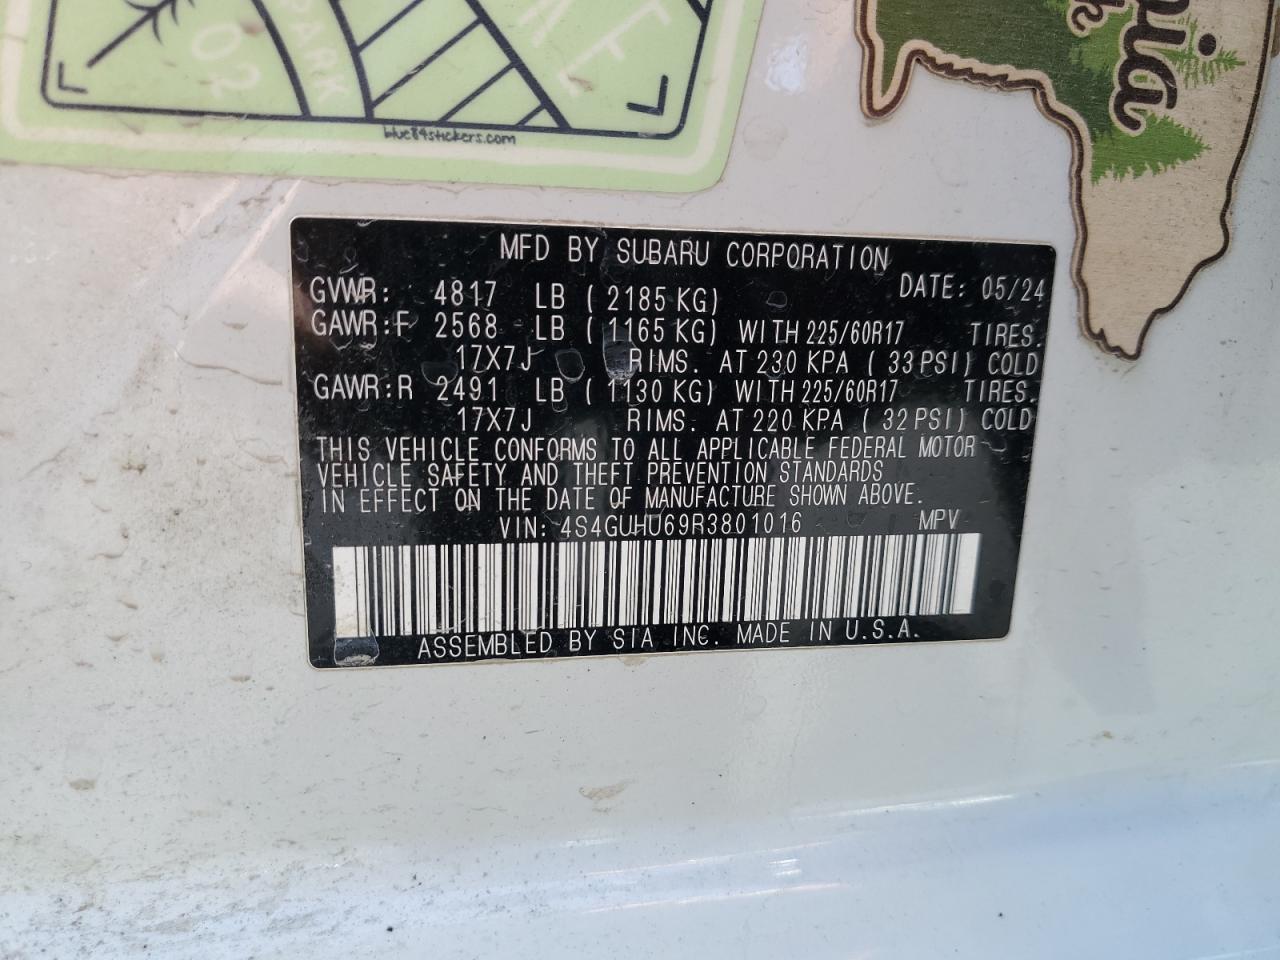 PARK
02
blue84stickers.com
MFD BY SUBARU CORPORATION
GVWR: 4817 LB (2185 KG) DATE: 05/24
GAWR:F 2568 LB (1165 KG) WITH 225/60R17 TIRES.
17X7J RIMS. AT 230 KPA (33 PSI) COLD
GAWR:R 2491 LB (1130 KG) WITH 225/60R17 TIRES.
17X7J RIMS. AT 220 KPA (32 PSI) COLD
THIS VEHICLE CONFORMS TO ALL APPLICABLE FEDERAL MOTOR
VEHICLE SAFETY AND THEFT PREVENTION STANDARDS
IN EFFECT ON THE DATE OF MANUFACTURE SHOWN ABOVE.
VIN: 4S4GUHU69R3801016 MPV
ASSEMBLED BY SIA INC. MADE IN U.S.A.